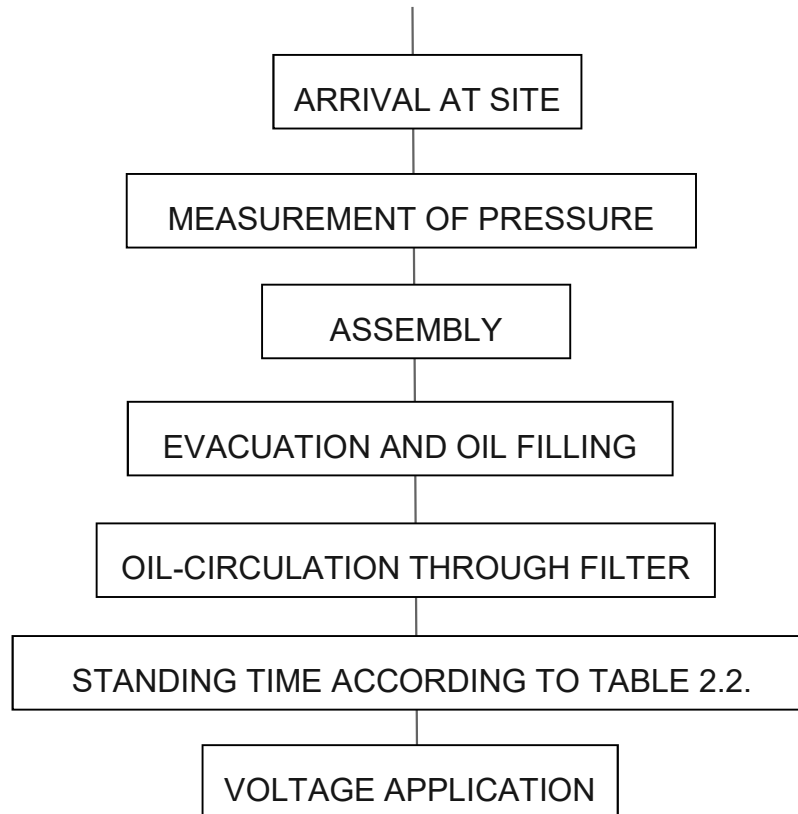 ARRIVAL AT SITE
MEASUREMENT OF PRESSURE
ASSEMBLY
EVACUATION AND OIL FILLING
OIL-CIRCULATION THROUGH FILTER
STANDING TIME ACCORDING TO TABLE 2.2.
VOLTAGE APPLICATION